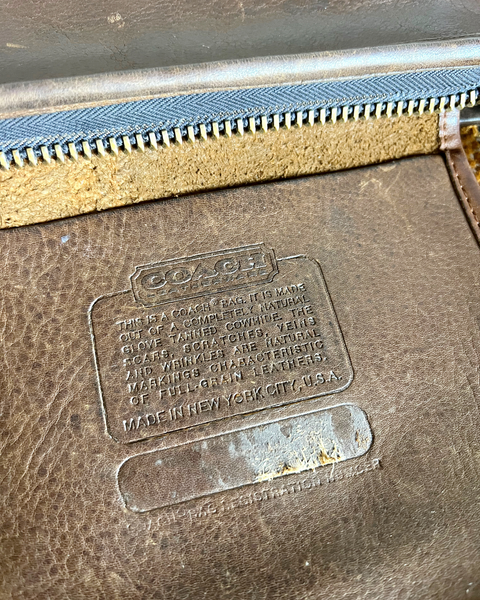 COACH
THIS IS A COACH® BAG. IT IS MADE
OUT OF A COMPLETELY NATURAL
GLOVE TANNED COWHIDE. THE
SCARS, SCRATCHES, VEINS
AND WRINKLES ARE NATURAL
MARKINGS CHARACTERISTIC
OF FULL-GRAIN LEATHERS.
MADE IN NEW YORK CITY, U.S.A.
BAG REGISTRATION NUMBER